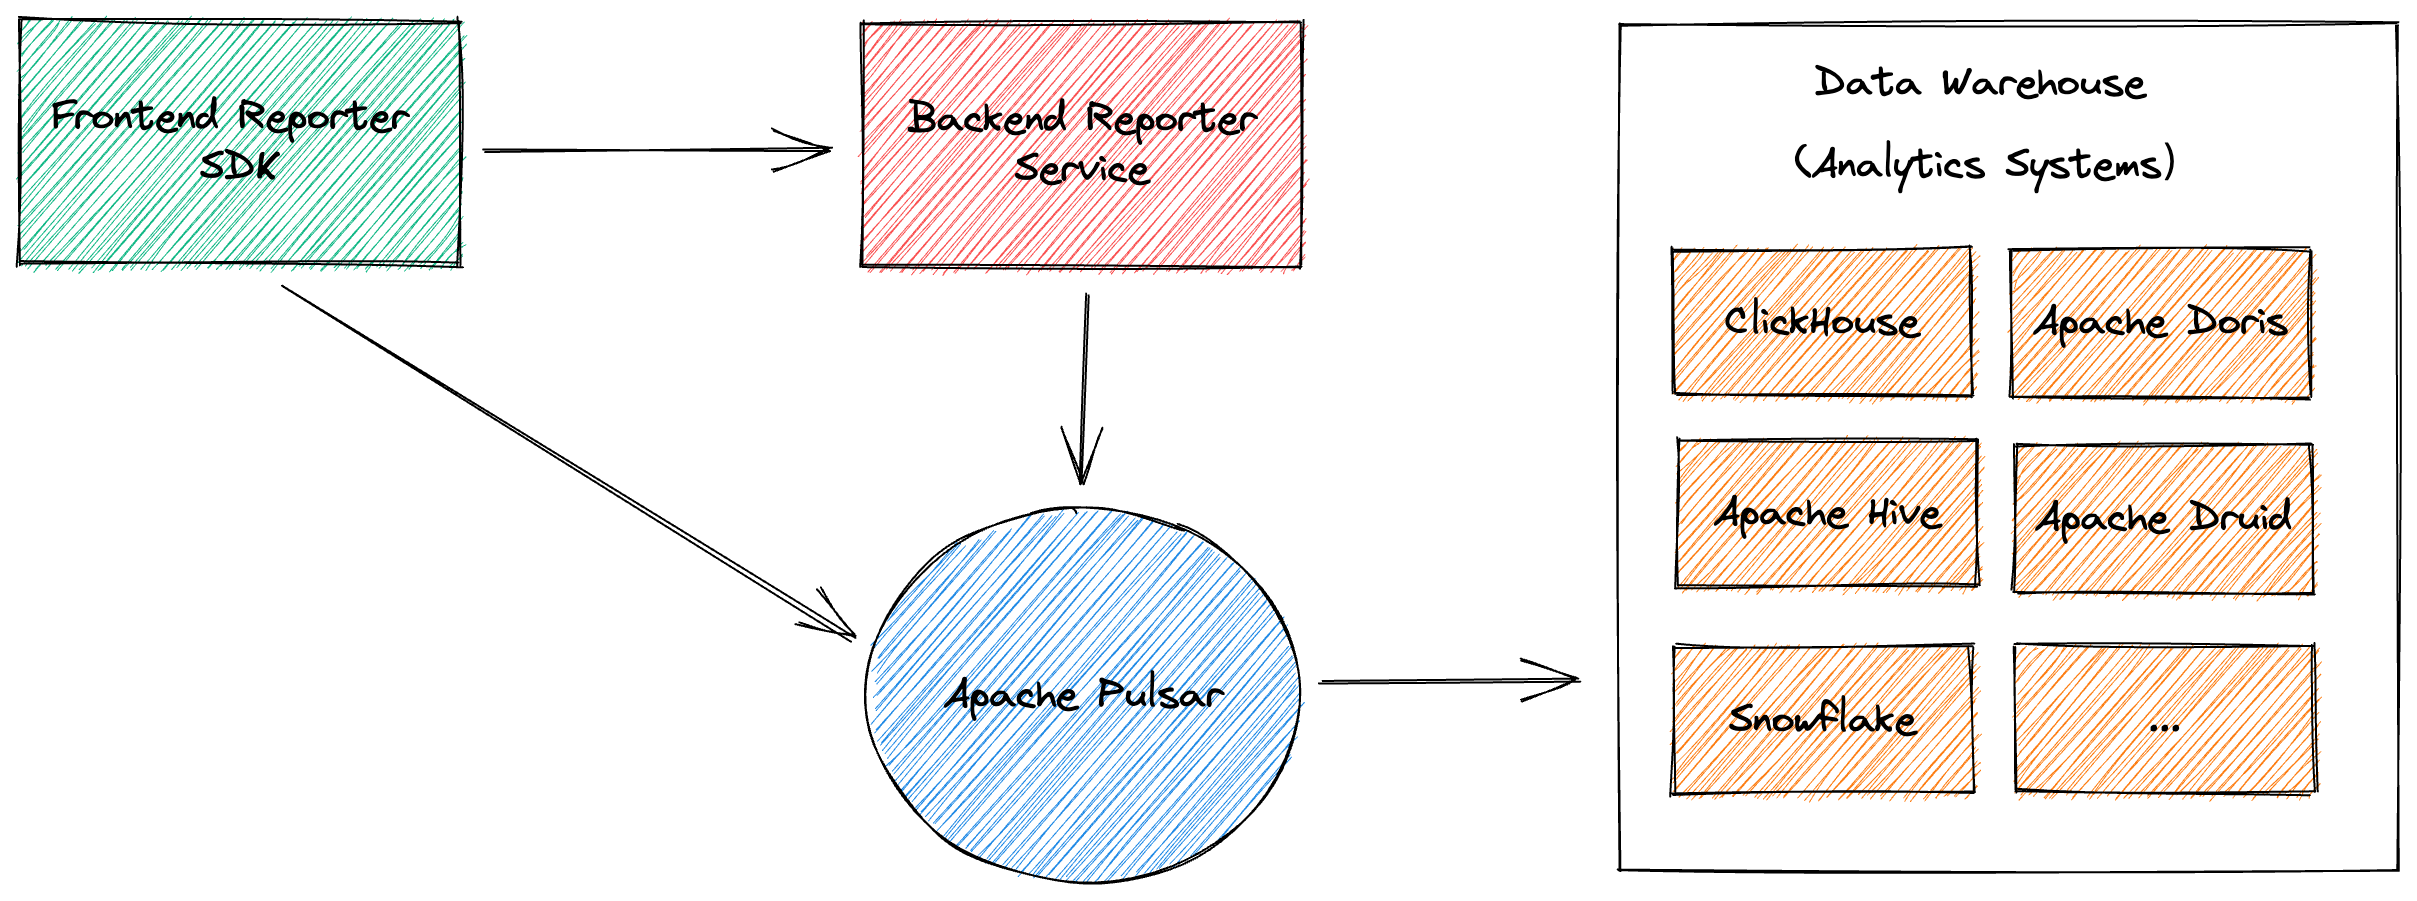 Frontend Reporter
SDK
Backend Reporter
Service
Data Warehouse
(Analytics Systems)
ClickHouse
Apache Doris
Apache Hive
Apache Druid
Snowflake
...
Apache Pulsar